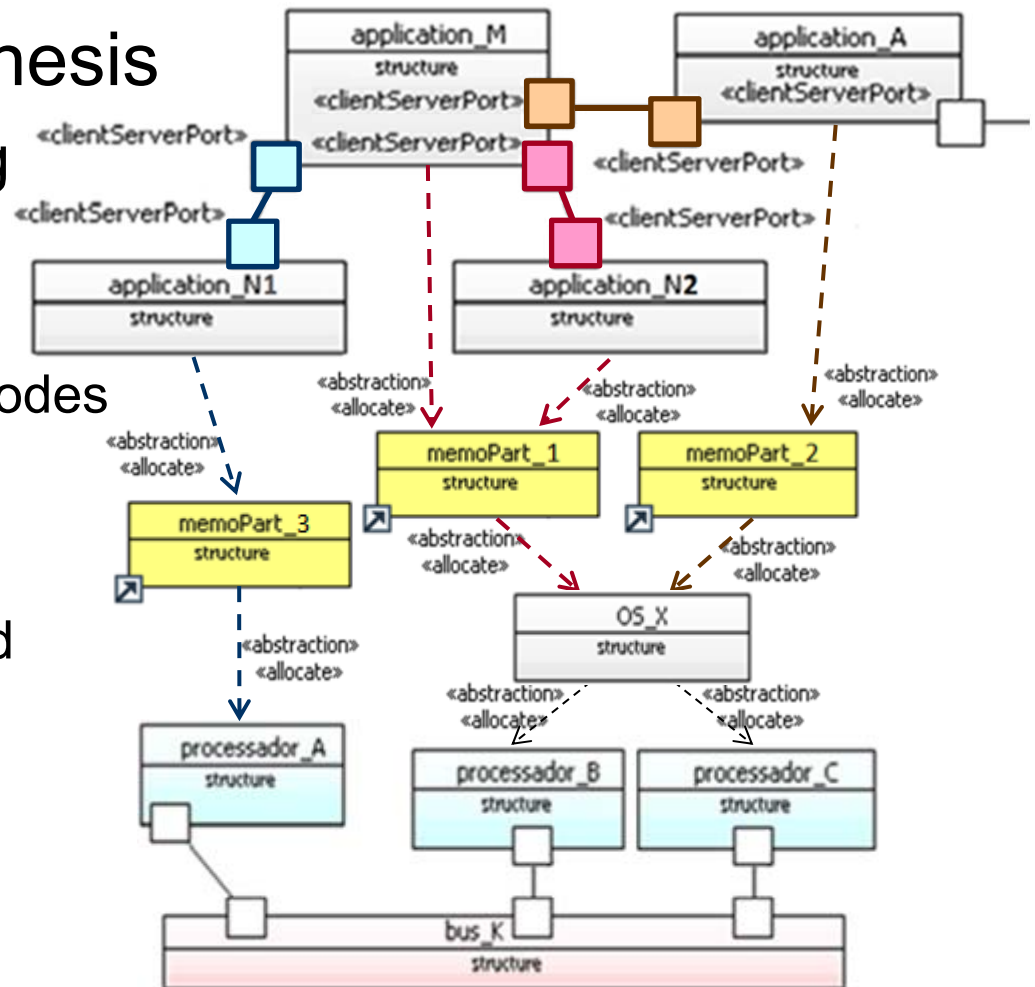 nesis
g
odes
d
application_M
structure
«clientServerPort»
«clientServerPort»
application_A
structure
«clientServerPort»
«clientServerPort»
«clientServerPort»
«clientServerPort»
«clientServerPort»
application_N1
structure
application_N2
structure
«abstraction»
«allocate»
«abstraction»
«allocate»
«abstraction»
«allocate»
«abstraction»
«allocate»
memoPart_1
structure
memoPart_2
structure
memoPart_3
structure
«abstraction»
«allocate»
«abstraction»
«allocate»
OS_X
structure
«abstraction»
«allocate»
«abstraction»
«allocate»
«abstraction»
«allocate»
processador_A
structure
processador_B
structure
processador_C
structure
bus_K
structure